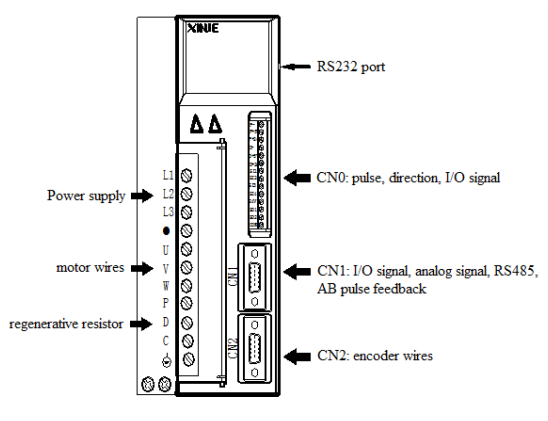 XINJE
RS232 port
CN0: pulse, direction, I/O signal
L1
Power supply
L2
L3
U
motor wires
V
W
P
regenerative resistor
D
C
CN1
CN1: I/O signal, analog signal, RS485,
AB pulse feedback
CN2
CN2: encoder wires